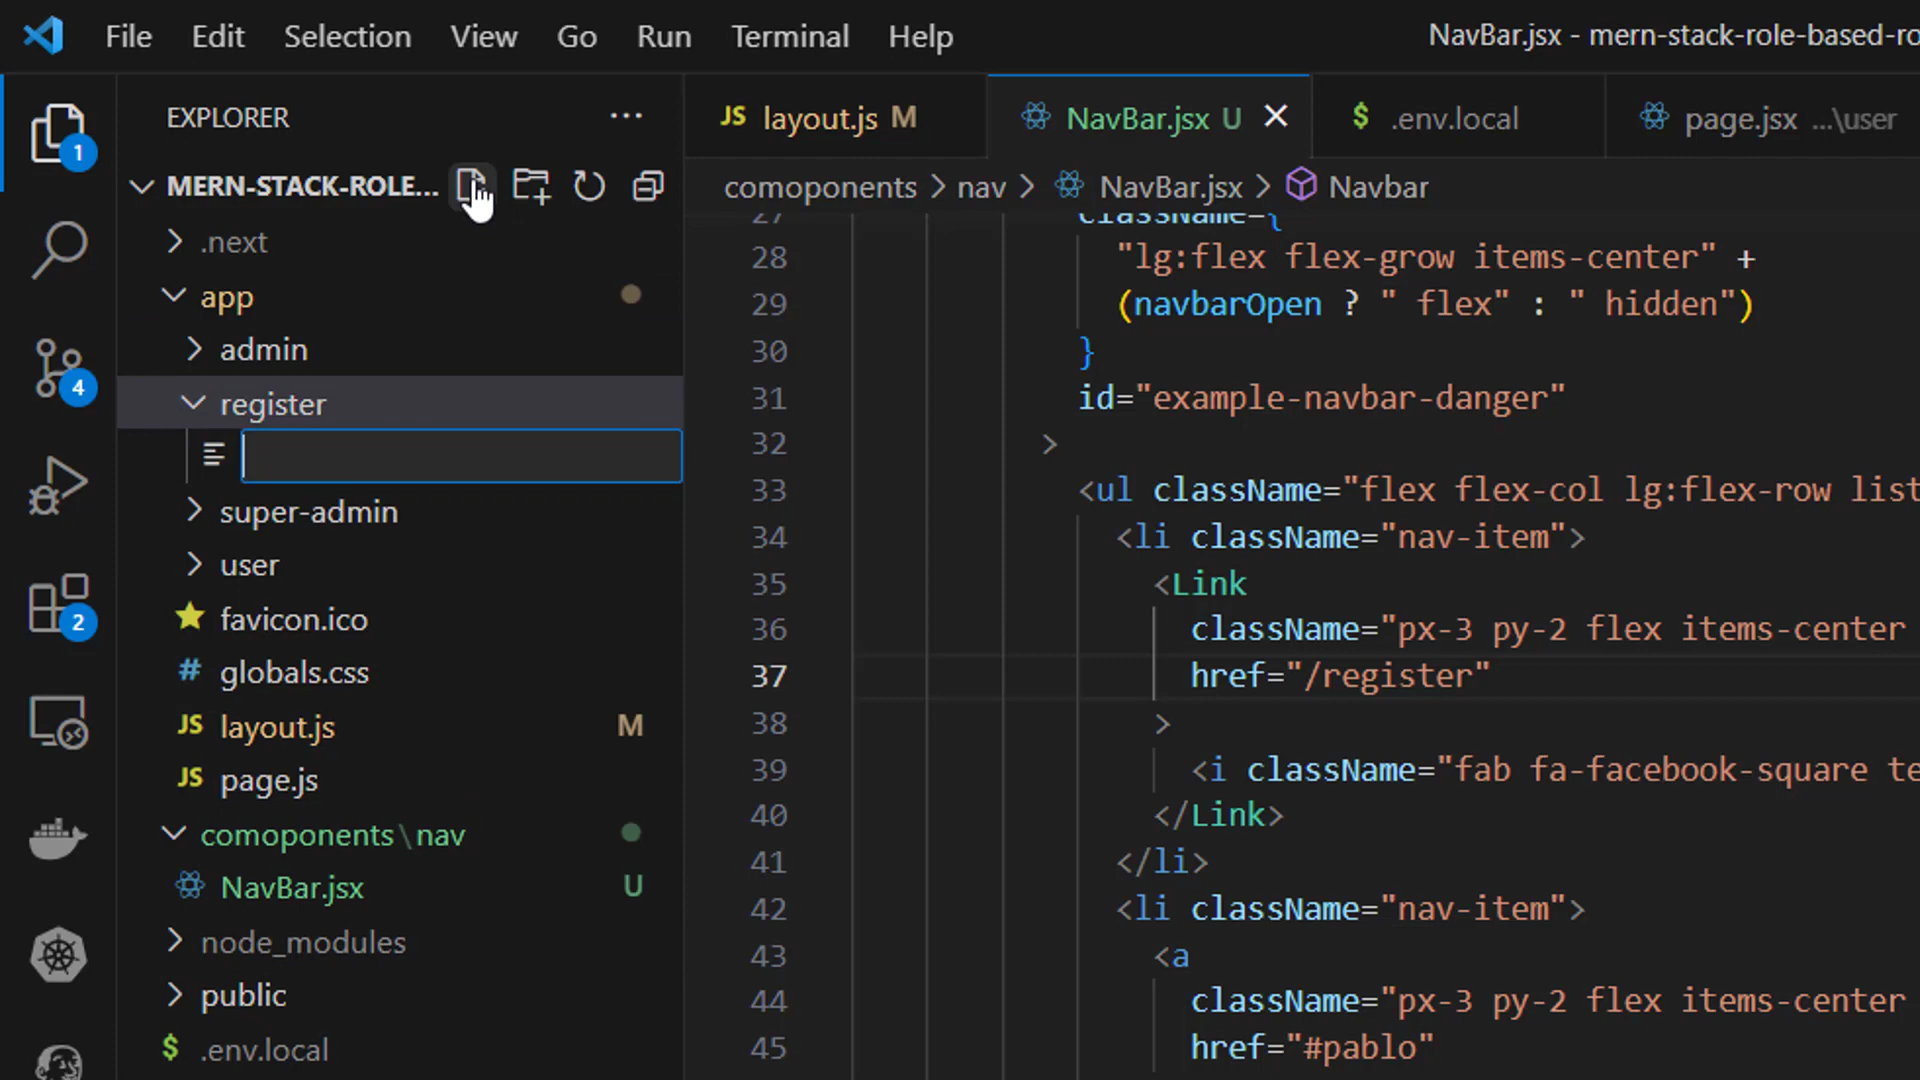 File Edit Selection View Go Run Terminal Help
NavBar.jsx - mern-stack-role-based-ro
EXPLORER
1
MERN-STACK-ROLE...
.next
app
admin
register
super-admin
user
favicon.ico
# globals.css
JS layout.js M
JS page.js
comoponents\nav
NavBar.jsx U
node_modules
public
$ .env.local
4
2
JS layout.js M
NavBar.jsx U
$ .env.local
page.jsx ...\user
comoponents > nav > NavBar.jsx > Navbar
27 className={
28 "lg:flex flex-grow items-center" +
29 (navbarOpen ? " flex" : " hidden")
30 }
31 id="example-navbar-danger"
32 >
33 <ul className="flex flex-col lg:flex-row list
34 <li className="nav-item">
35 <Link
36 className="px-3 py-2 flex items-center
37 href="/register"
38 >
39 <i className="fab fa-facebook-square te
40 </Link>
41 </li>
42 <li className="nav-item">
43 <a
44 className="px-3 py-2 flex items-center
45 href="#pablo"